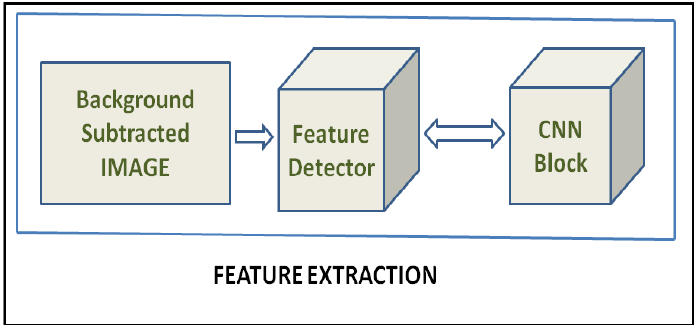 Background
Subtracted
IMAGE
Feature
Detector
CNN
Block
FEATURE EXTRACTION